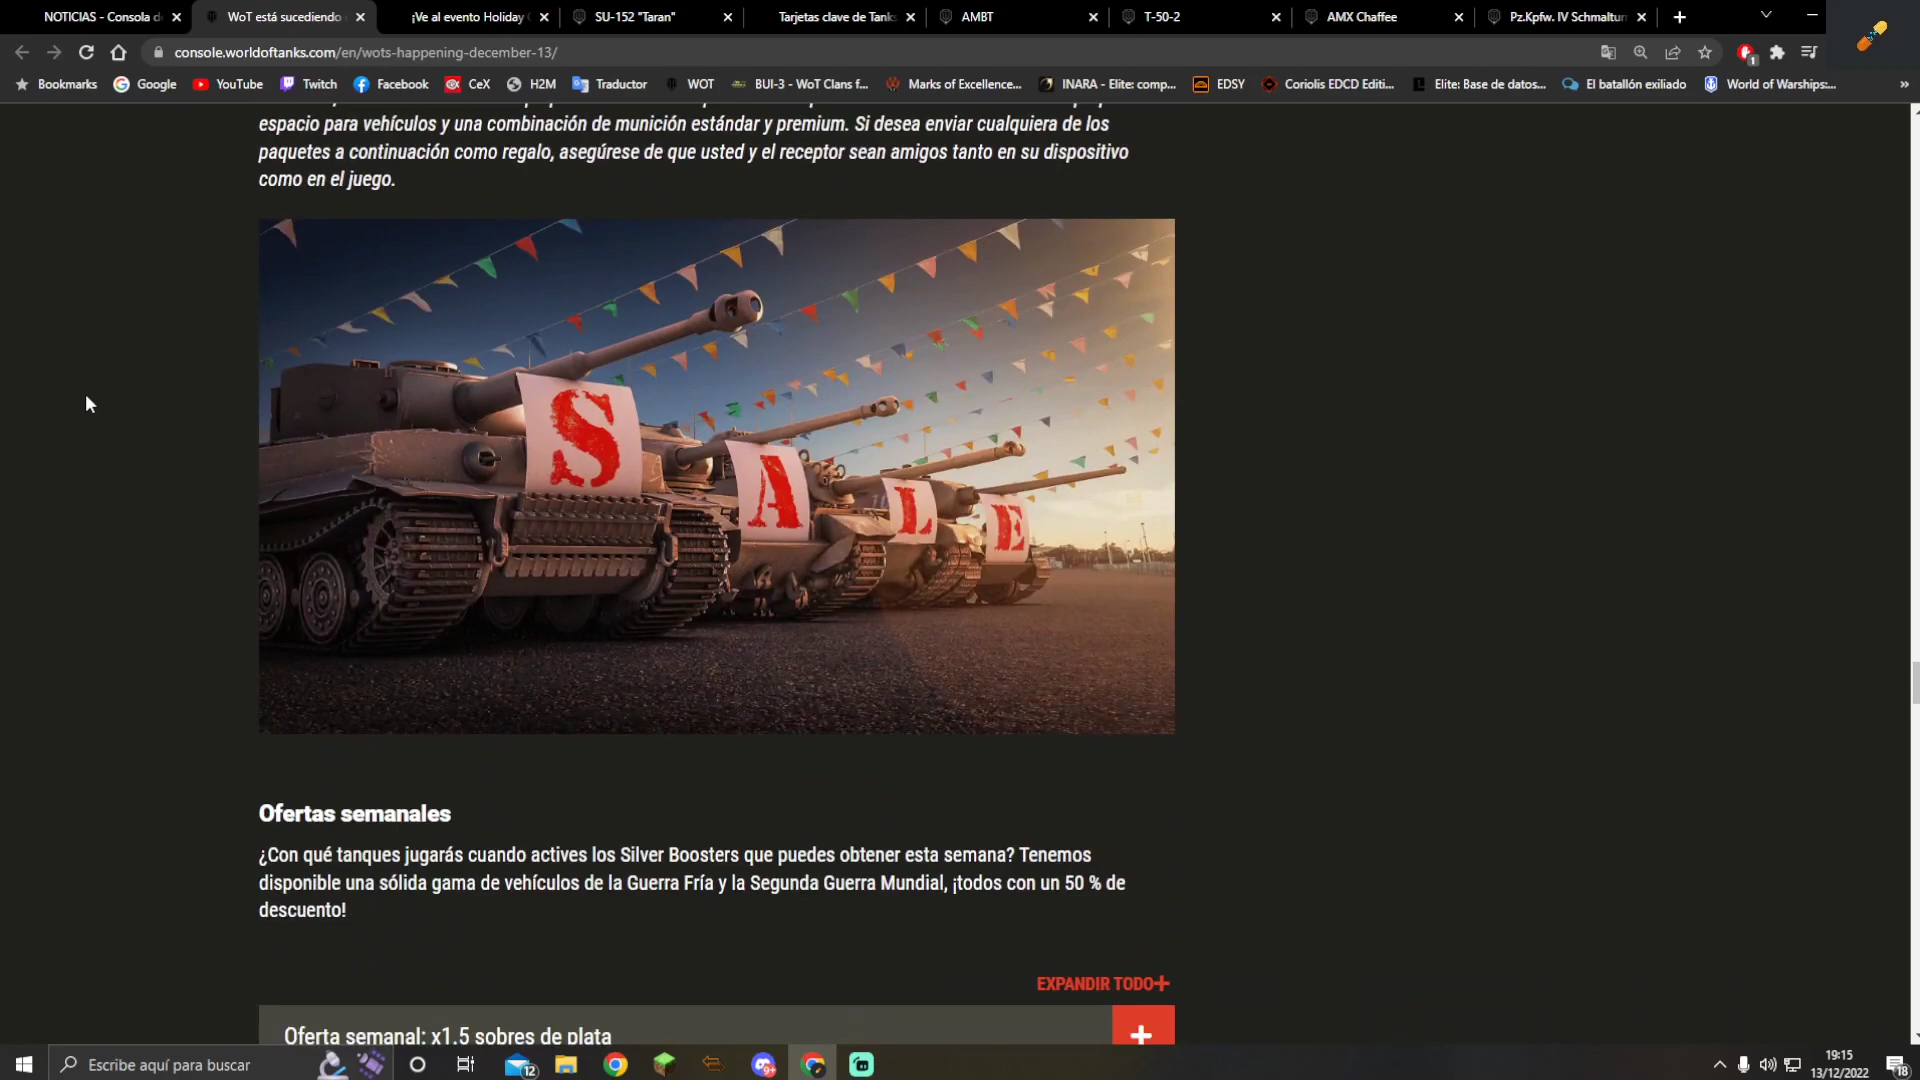 NOTICIAS - Consola d
WoT está sucediendo
¡Ve al evento Holiday
SU-152 "Taran"
Tarjetas clave de Tank
AMBT
T-50-2
AMX Chaffee
Pz.Kpfw. IV Schmaltur
console.worldoftanks.com/en/wots-happening-december-13/
1
Bookmarks
Google
YouTube
Twitch
Facebook
CeX
H2M
Traductor
WOT
BUI-3 - WoT Clans f...
Marks of Excellence...
INARA - Elite: comp...
EDSY
Coriolis EDCD Editi...
Elite: Base de datos...
El batallón exiliado
World of Warships:...
»
espacio para vehículos y una combinación de munición estándar y premium. Si desea enviar cualquiera de los
paquetes a continuación como regalo, asegúrese de que usted y el receptor sean amigos tanto en su dispositivo
como en el juego.
S A L E
Ofertas semanales
¿Con qué tanques jugarás cuando actives los Silver Boosters que puedes obtener esta semana? Tenemos
disponible una sólida gama de vehículos de la Guerra Fría y la Segunda Guerra Mundial, ¡todos con un 50 % de
descuento!
EXPANDIR TODO+
Oferta semanal: x1.5 sobres de plata
+
Escribe aquí para buscar
12
9+
19:15
13/12/2022
18